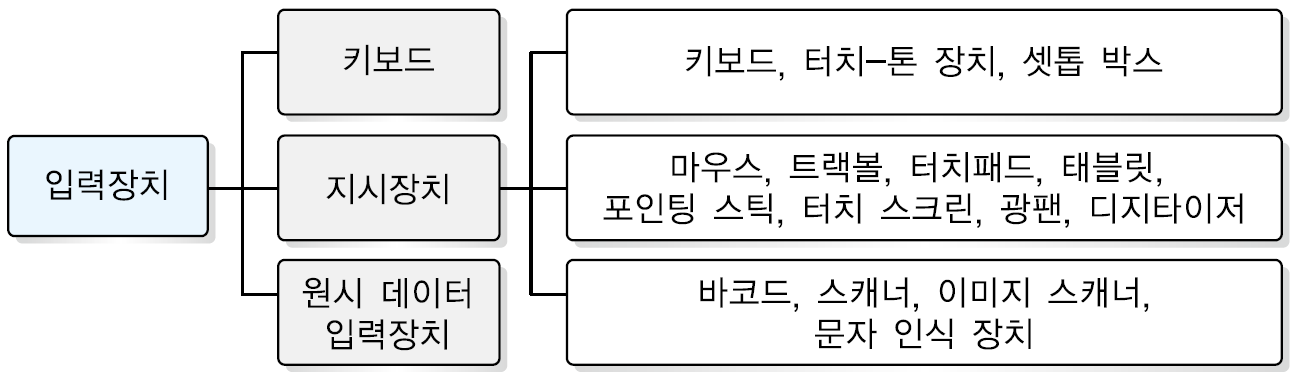 입력장치
키보드
키보드, 터치-톤 장치, 셋톱 박스
지시장치
마우스, 트랙볼, 터치패드, 태블릿,
포인팅 스틱, 터치 스크린, 광팬, 디지타이저
원시 데이터
입력장치
바코드, 스캐너, 이미지 스캐너,
문자 인식 장치